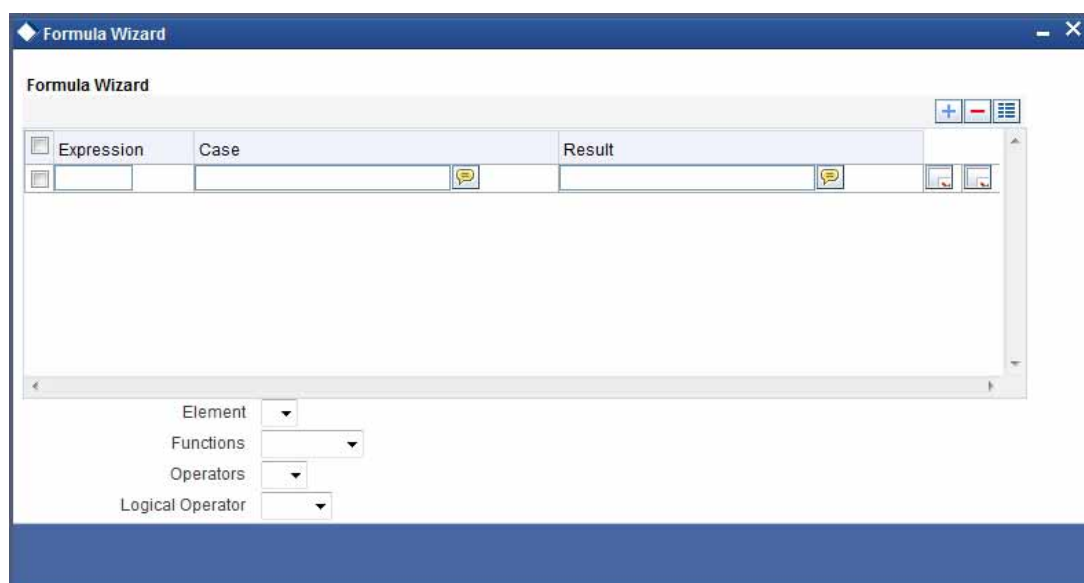 Formula Wizard
Formula Wizard
Expression Case Result
Element
Functions
Operators
Logical Operator